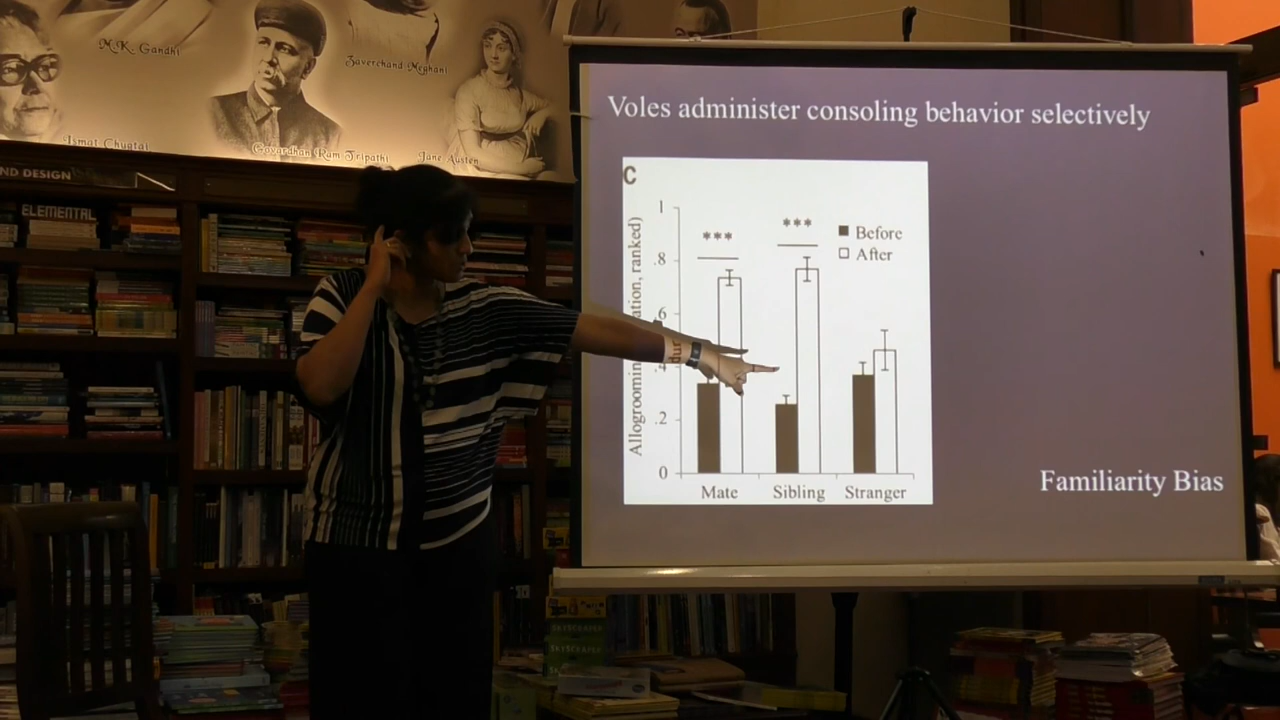 M.K. Gandhi
Zaverchand Meghani
Ismat Chugtai
Govardhan Ram Tripathi
Jane Austen
ND DESIGN
ELEMENTAL
Voles administer consoling behavior selectively
C
1
.8
.6
.4
.2
0
***
***
Before
After
Mate
Sibling
Stranger
Familiarity Bias